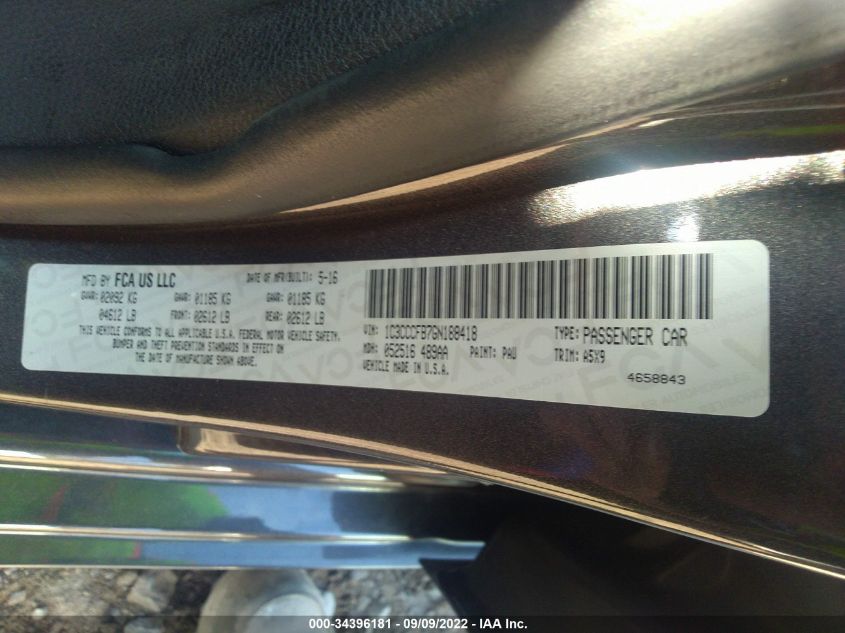 MFD BY FCA US LLC DATE OF MFR(BUILT): 5-16
GVWR: 02092 KG GAWR: 01185 KG GAWR: 01185 KG
04612 LB FRONT: 02612 LB REAR: 02612 LB
THIS VEHICLE CONFORMS TO ALL APPLICABLE U.S.A. FEDERAL MOTOR VEHICLE SAFETY,
BUMPER AND THEFT PREVENTION STANDARDS IN EFFECT ON
THE DATE OF MANUFACTURE SHOWN ABOVE.
VIN: 1C3CCCFB7GN188418 TYPE: PASSENGER CAR
MDH: 052516 489AA PAINT: PAU TRIM: A5X9
VEHICLE MADE IN U.S.A.
4658843
000-34396181 - 09/09/2022 - IAA Inc.